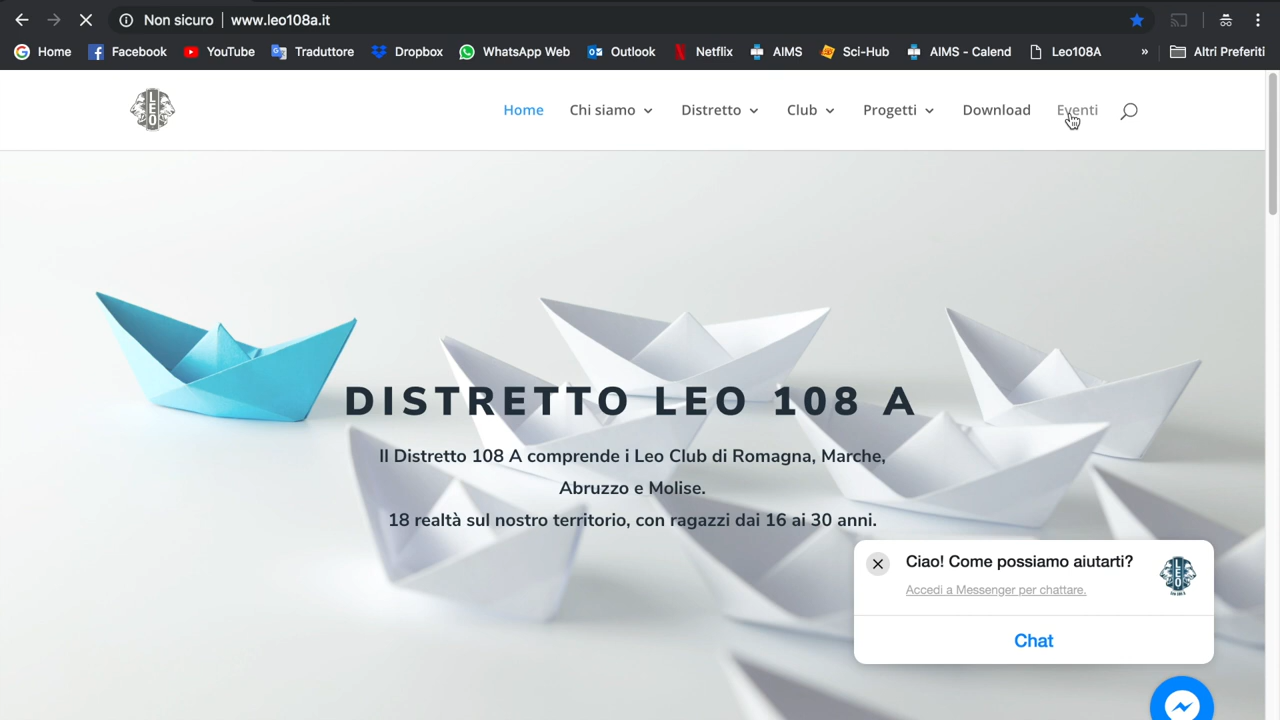 Non sicuro | www.leo108a.it
Home Facebook YouTube Traduttore Dropbox WhatsApp Web Outlook Netflix AIMS Sci-Hub AIMS - Calend Leo108A » Altri Preferiti
LEO Home Chi siamo Distretto Club Progetti Download Eventi
DISTRETTO LEO 108 A
Il Distretto 108 A comprende i Leo Club di Romagna, Marche,
Abruzzo e Molise.
18 realtà sul nostro territorio, con ragazzi dai 16 ai 30 anni.
Ciao! Come possiamo aiutarti?
Accedi a Messenger per chattare.
Chat